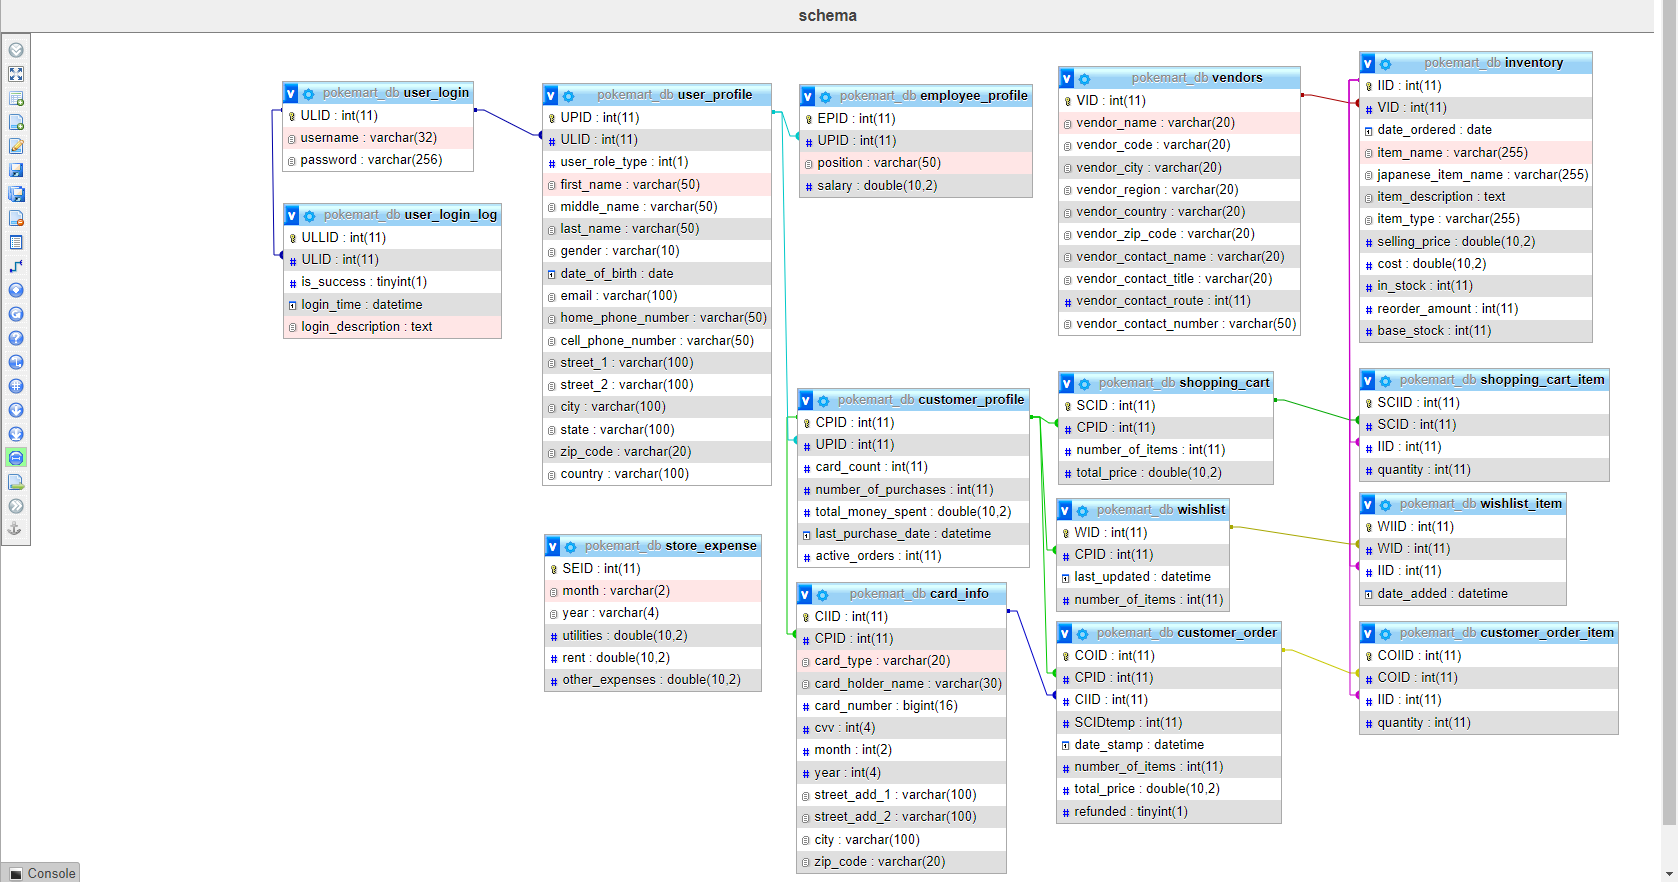 schema
pokemart_db user_login
ULID : int(11)
username : varchar(32)
password : varchar(256)
pokemart_db user_login_log
ULLID : int(11)
ULID : int(11)
is_success : tinyint(1)
login_time : datetime
login_description : text
pokemart_db user_profile
UPID : int(11)
ULID : int(11)
user_role_type : int(1)
first_name : varchar(50)
middle_name : varchar(50)
last_name : varchar(50)
gender : varchar(10)
date_of_birth : date
email : varchar(100)
home_phone_number : varchar(50)
cell_phone_number : varchar(50)
street_1 : varchar(100)
street_2 : varchar(100)
city : varchar(100)
state : varchar(100)
zip_code : varchar(20)
country : varchar(100)
pokemart_db store_expense
SEID : int(11)
month : varchar(2)
year : varchar(4)
utilities : double(10,2)
rent : double(10,2)
other_expenses : double(10,2)
pokemart_db employee_profile
EPID : int(11)
UPID : int(11)
position : varchar(50)
salary : double(10,2)
pokemart_db customer_profile
CPID : int(11)
UPID : int(11)
card_count : int(11)
number_of_purchases : int(11)
total_money_spent : double(10,2)
last_purchase_date : datetime
active_orders : int(11)
pokemart_db card_info
CIID : int(11)
CPID : int(11)
card_type : varchar(20)
card_holder_name : varchar(30)
card_number : bigint(16)
cvv : int(4)
month : int(2)
year : int(4)
street_add_1 : varchar(100)
street_add_2 : varchar(100)
city : varchar(100)
zip_code : varchar(20)
pokemart_db vendors
VID : int(11)
vendor_name : varchar(20)
vendor_code : varchar(20)
vendor_city : varchar(20)
vendor_region : varchar(20)
vendor_country : varchar(20)
vendor_zip_code : varchar(20)
vendor_contact_name : varchar(20)
vendor_contact_title : varchar(20)
vendor_contact_route : int(11)
vendor_contact_number : varchar(50)
pokemart_db shopping_cart
SCID : int(11)
CPID : int(11)
number_of_items : int(11)
total_price : double(10,2)
pokemart_db wishlist
WID : int(11)
CPID : int(11)
last_updated : datetime
number_of_items : int(11)
pokemart_db customer_order
COID : int(11)
CPID : int(11)
CIID : int(11)
SCIDtemp : int(11)
date_stamp : datetime
number_of_items : int(11)
total_price : double(10,2)
refunded : tinyint(1)
pokemart_db inventory
IID : int(11)
VID : int(11)
date_ordered : date
item_name : varchar(255)
japanese_item_name : varchar(255)
item_description : text
item_type : varchar(255)
selling_price : double(10,2)
cost : double(10,2)
in_stock : int(11)
reorder_amount : int(11)
base_stock : int(11)
pokemart_db shopping_cart_item
SCIID : int(11)
SCID : int(11)
IID : int(11)
quantity : int(11)
pokemart_db wishlist_item
WIID : int(11)
WID : int(11)
IID : int(11)
date_added : datetime
pokemart_db customer_order_item
COIID : int(11)
COID : int(11)
IID : int(11)
quantity : int(11)
Console